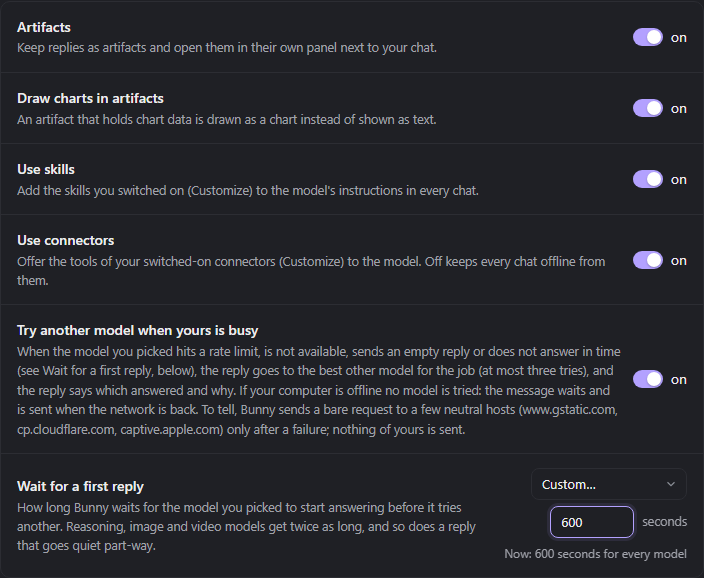 Artifacts
Keep replies as artifacts and open them in their own panel next to your chat.
on
Draw charts in artifacts
An artifact that holds chart data is drawn as a chart instead of shown as text.
on
Use skills
Add the skills you switched on (Customize) to the model's instructions in every chat.
on
Use connectors
Offer the tools of your switched-on connectors (Customize) to the model. Off keeps every chat offline from
them.
on
Try another model when yours is busy
When the model you picked hits a rate limit, is not available, sends an empty reply or does not answer in time
(see Wait for a first reply, below), the reply goes to the best other model for the job (at most three tries), and
the reply says which answered and why. If your computer is offline no model is tried: the message waits and
is sent when the network is back. To tell, Bunny sends a bare request to a few neutral hosts (www.gstatic.com,
cp.cloudflare.com, captive.apple.com) only after a failure; nothing of yours is sent.
on
Wait for a first reply
How long Bunny waits for the model you picked to start answering before it tries
another. Reasoning, image and video models get twice as long, and so does a reply
that goes quiet part-way.
Custom...
600 seconds
Now: 600 seconds for every model